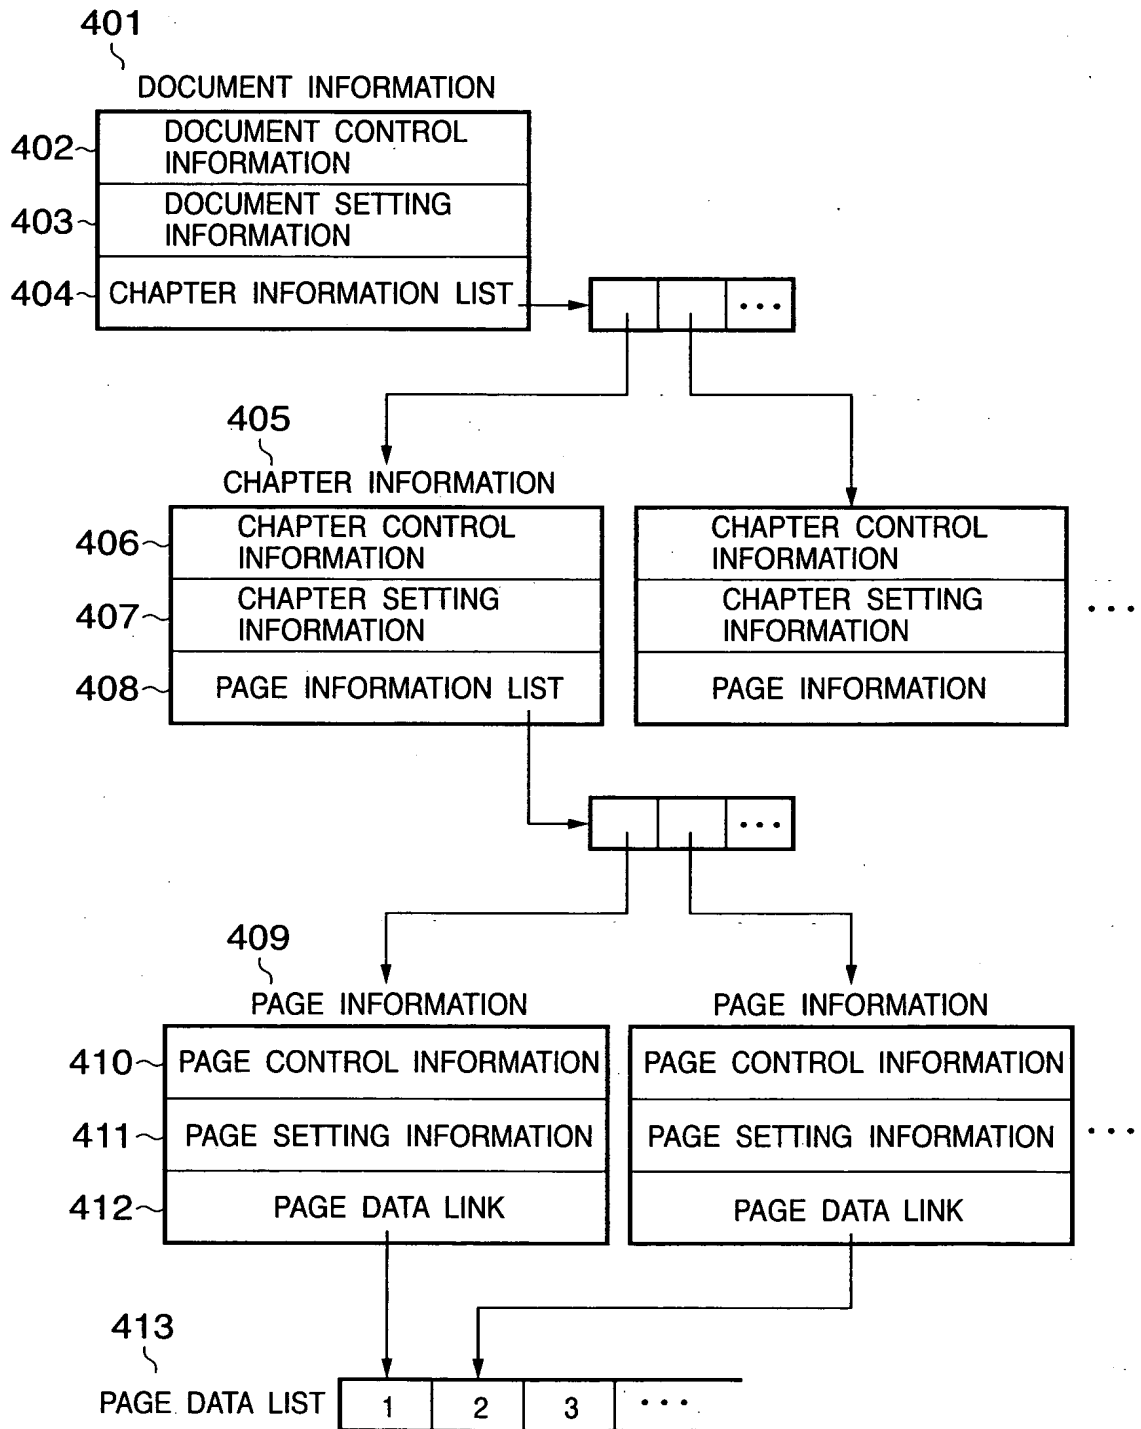 401
DOCUMENT INFORMATION
402
DOCUMENT CONTROL
INFORMATION
403
DOCUMENT SETTING
INFORMATION
404
CHAPTER INFORMATION LIST
...
405
CHAPTER INFORMATION
406
CHAPTER CONTROL
INFORMATION
CHAPTER CONTROL
INFORMATION
407
CHAPTER SETTING
INFORMATION
CHAPTER SETTING
INFORMATION
...
408
PAGE INFORMATION LIST
PAGE INFORMATION
...
409
PAGE INFORMATION
PAGE INFORMATION
410
PAGE CONTROL INFORMATION
PAGE CONTROL INFORMATION
411
PAGE SETTING INFORMATION
PAGE SETTING INFORMATION
...
412
PAGE DATA LINK
PAGE DATA LINK
413
PAGE DATA LIST
1
2
3
...